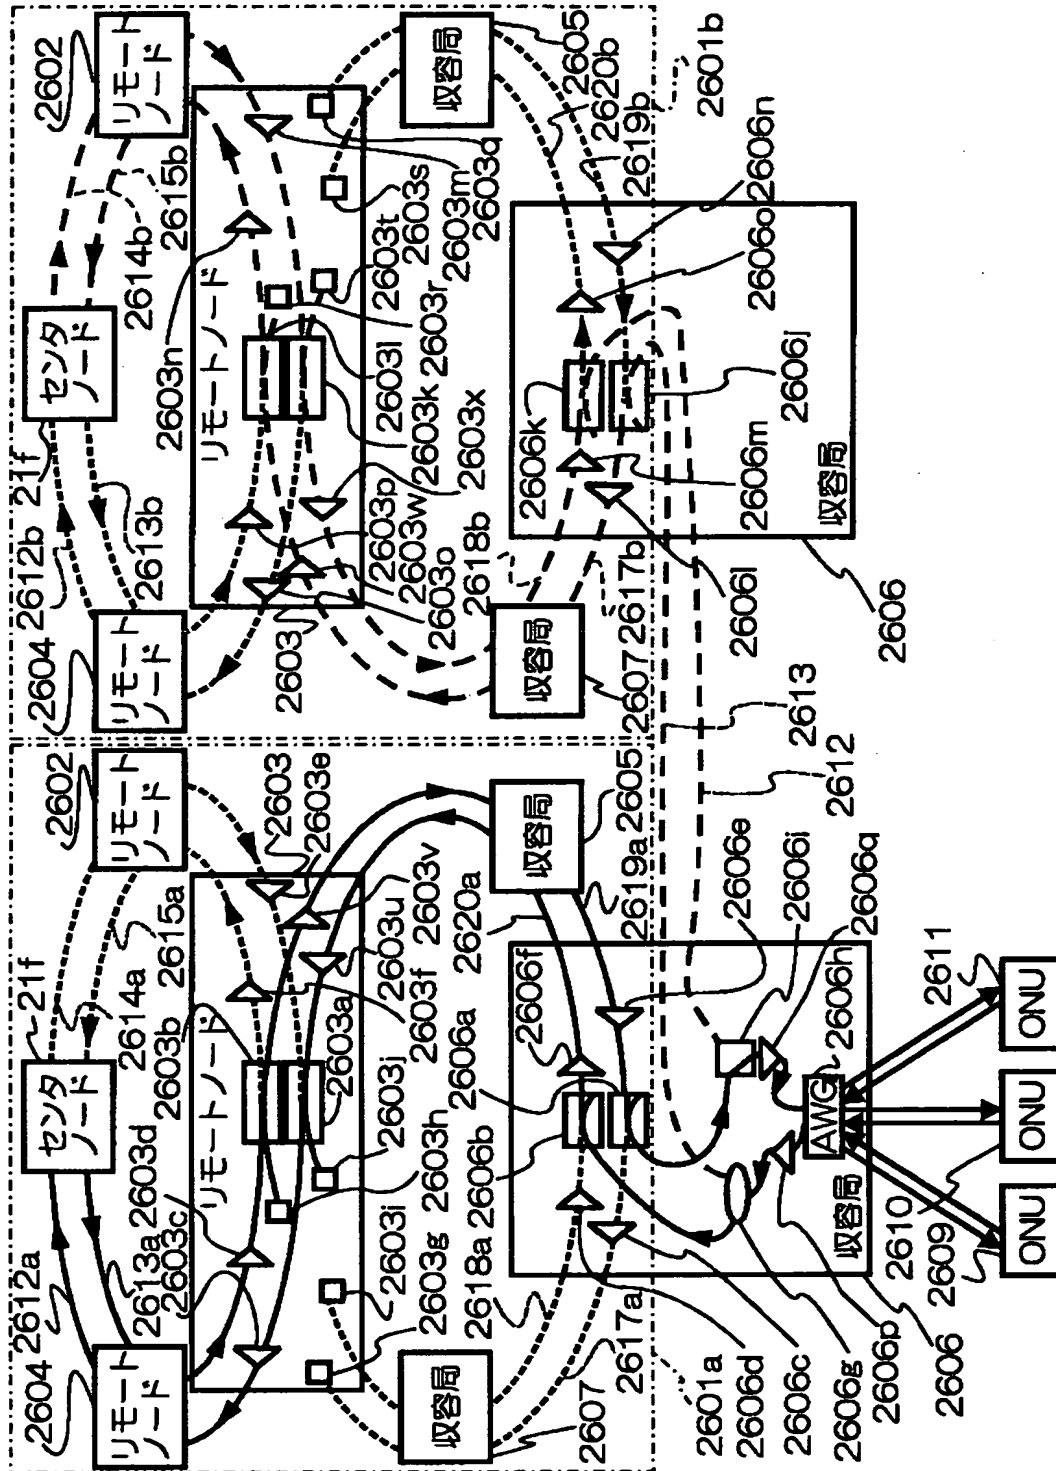 2604
リモート
ノード
2612a
2613a
2603c
2603d
センタ
ノード
21f
2614a
2615a
2602
リモート
ノード
リモートノード
2603b
2603a
2603j
2603f
2603u
2603v
2603e
2603
2603h
2603i
2603g
収容局
2607
2618a
2617a
2606b
2606a
2606f
2620a
2619a
収容局
2605
2601a
2606d
2606c
2606g
2606p
2606
2606e
2606i
2606q
2606h
AWG
収容局
2609
2610
2611
ONU
ONU
ONU
2604
リモート
ノード
2612b
2613b
センタ
ノード
21f
2614b
2615b
2602
リモート
ノード
リモートノード
2603n
2603
2603o
2603w
2603p
2603x
2603k
2603l
2603r
2603t
2603s
2603m
2603q
収容局
2607
2618b
2617b
収容局
2605
2620b
2619b
2601b
2606k
2606m
2606l
2606j
2606o
2606n
収容局
2606
2612
2613